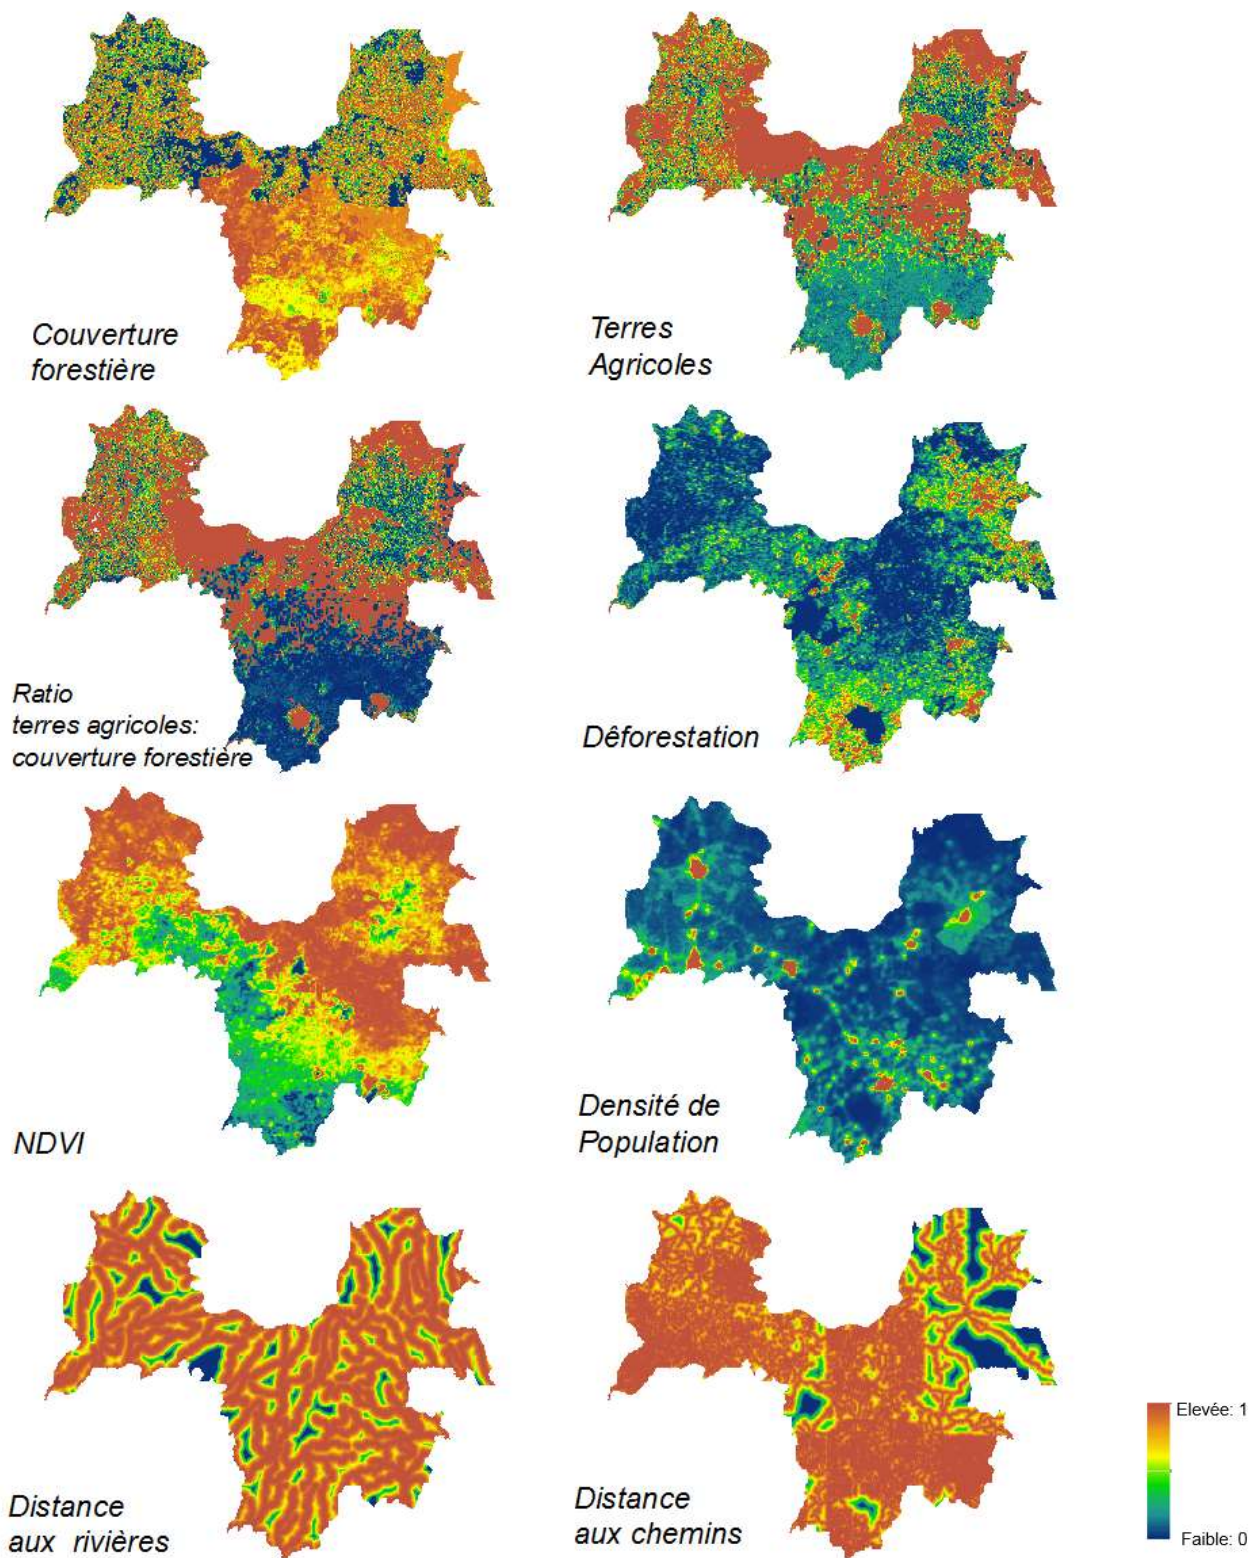 Couverture
forestière
Terres
Agricoles
Ratio
terres agricoles:
couverture forestière
Dêforestation
NDVI
Densité de
Population
Distance
aux rivières
Distance
aux chemins
Elevée: 1
Faible: 0